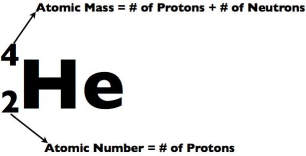 Atomic Mass = # of Protons + # of Neutrons
4
2 He
Atomic Number = # of Protons